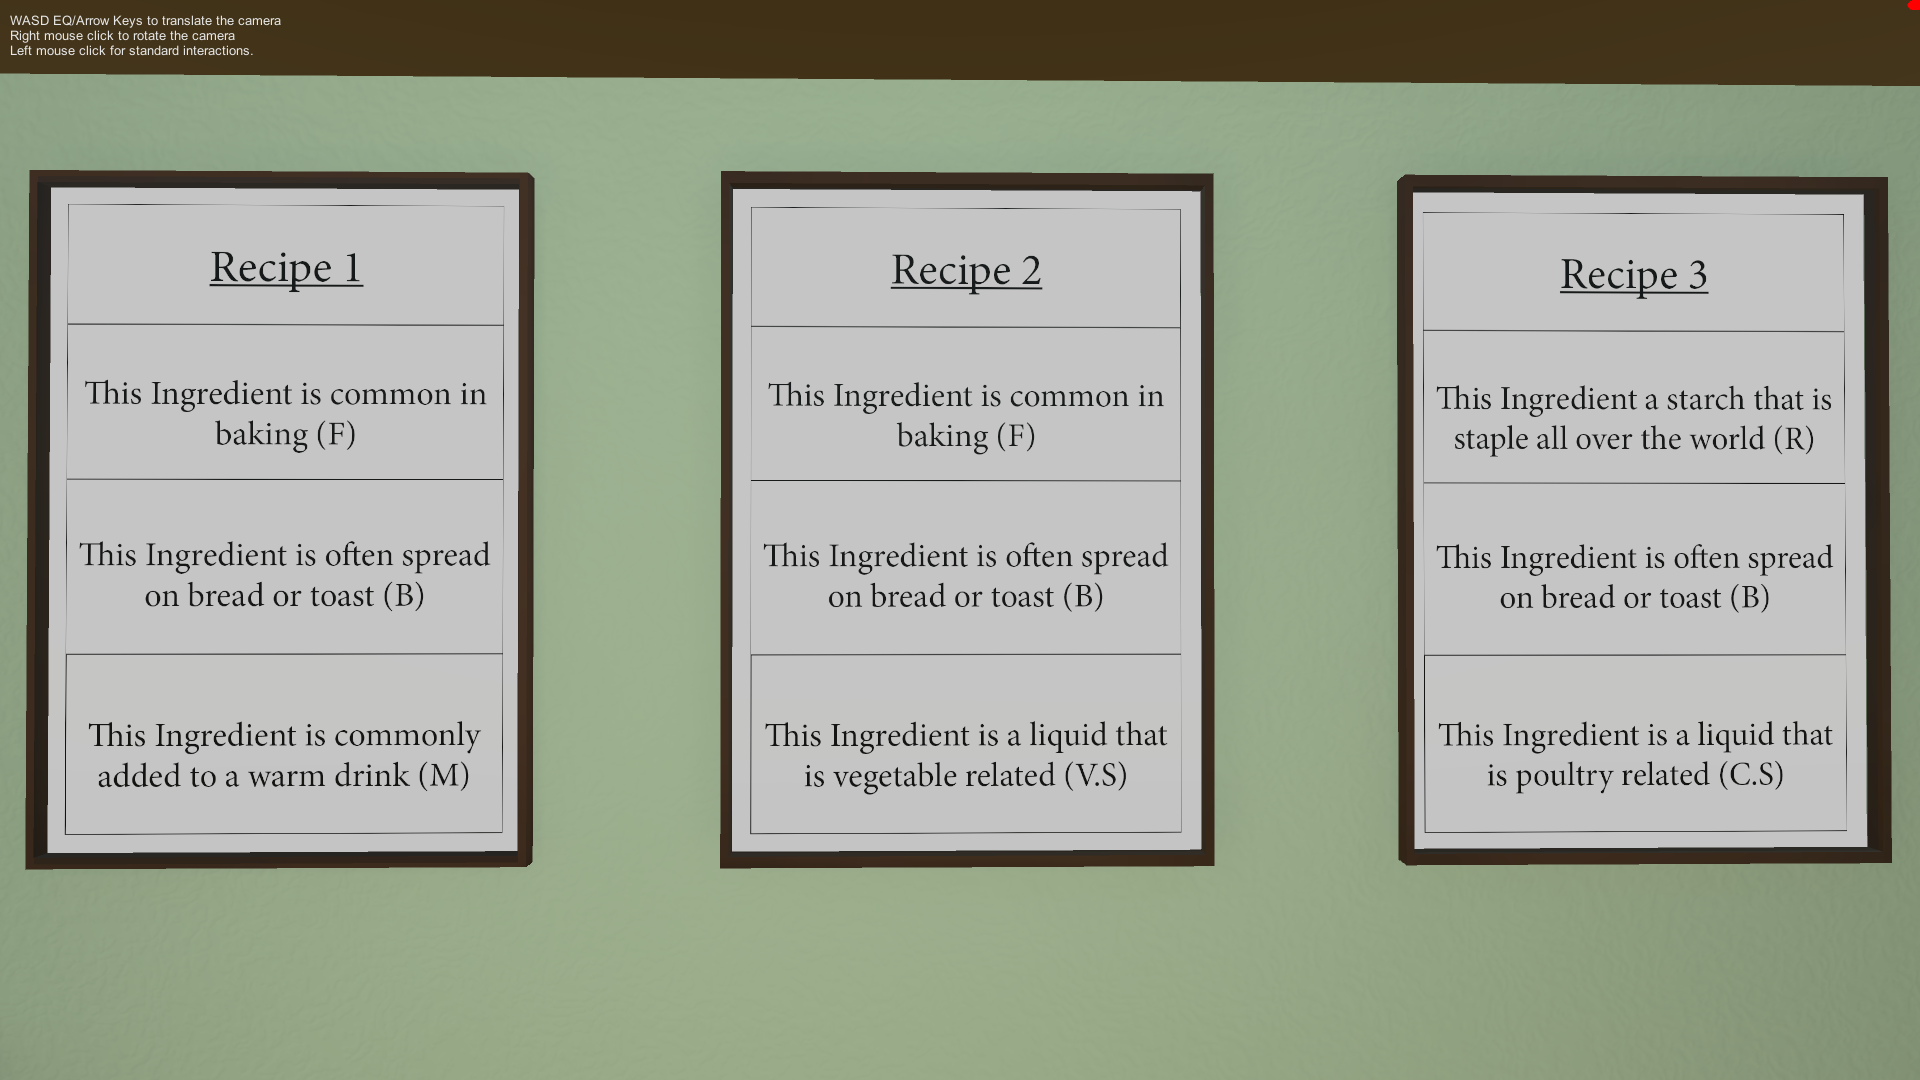 WASD EQ/Arrow Keys to translate the camera
Right mouse click to rotate the camera
Left mouse click for standard interactions.
Recipe 1
This Ingredient is common in
baking (F)
This Ingredient is often spread
on bread or toast (B)
This Ingredient is commonly
added to a warm drink (M)
Recipe 2
This Ingredient is common in
baking (F)
This Ingredient is often spread
on bread or toast (B)
This Ingredient is a liquid that
is vegetable related (V.S)
Recipe 3
This Ingredient a starch that is
staple all over the world (R)
This Ingredient is often spread
on bread or toast (B)
This Ingredient is a liquid that
is poultry related (C.S)